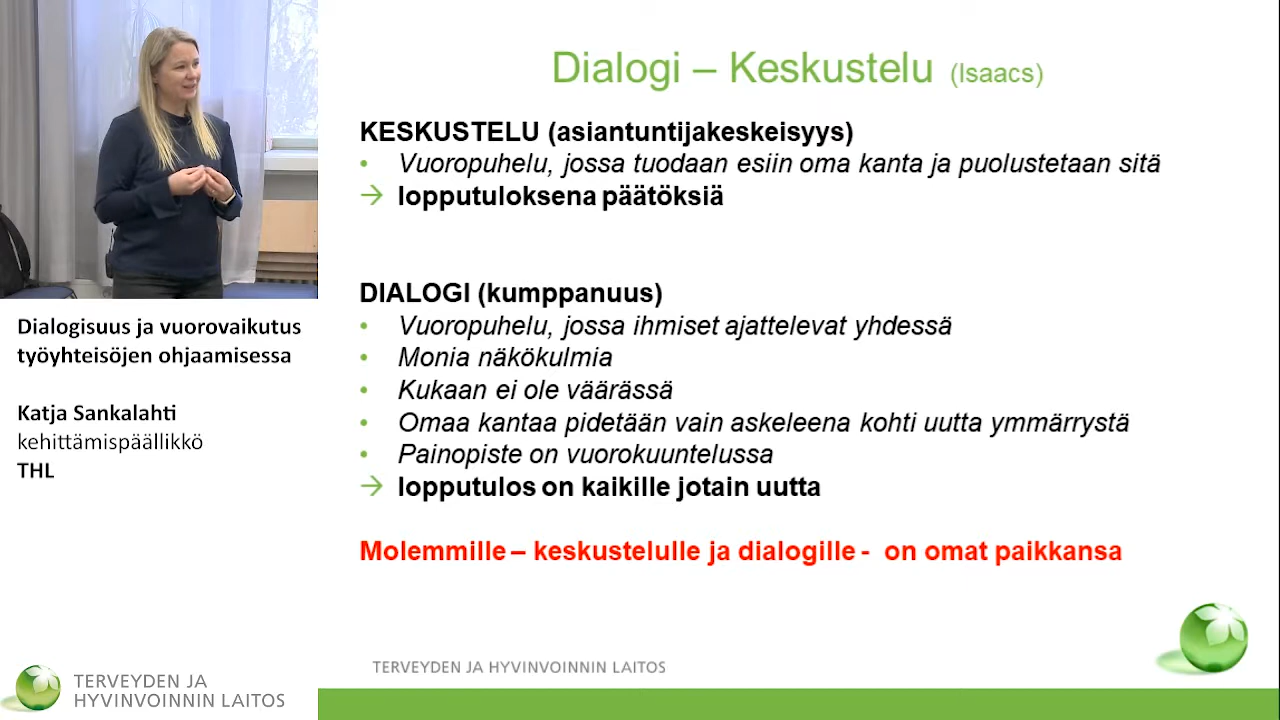 Dialogi – Keskustelu (Isaacs)
KESKUSTELU (asiantuntijakeskeisyys)
• Vuoropuhelu, jossa tuodaan esiin oma kanta ja puolustetaan sitä
→ lopputuloksena päätöksiä
DIALOGI (kumppanuus)
• Vuoropuhelu, jossa ihmiset ajattelevat yhdessä
• Monia näkökulmia
• Kukaan ei ole väärässä
• Omaa kantaa pidetään vain askeleena kohti uutta ymmärrystä
• Painopiste on vuorokuuntelussa
→ lopputulos on kaikille jotain uutta
Molemmille – keskustelulle ja dialogille - on omat paikkansa
TERVEYDEN JA HYVINVOINNIN LAITOS
Dialogisuus ja vuorovaikutus
työyhteisöjen ohjaamisessa
Katja Sankalahti
kehittämispäällikkö
THL
TERVEYDEN JA
HYVINVOINNIN LAITOS